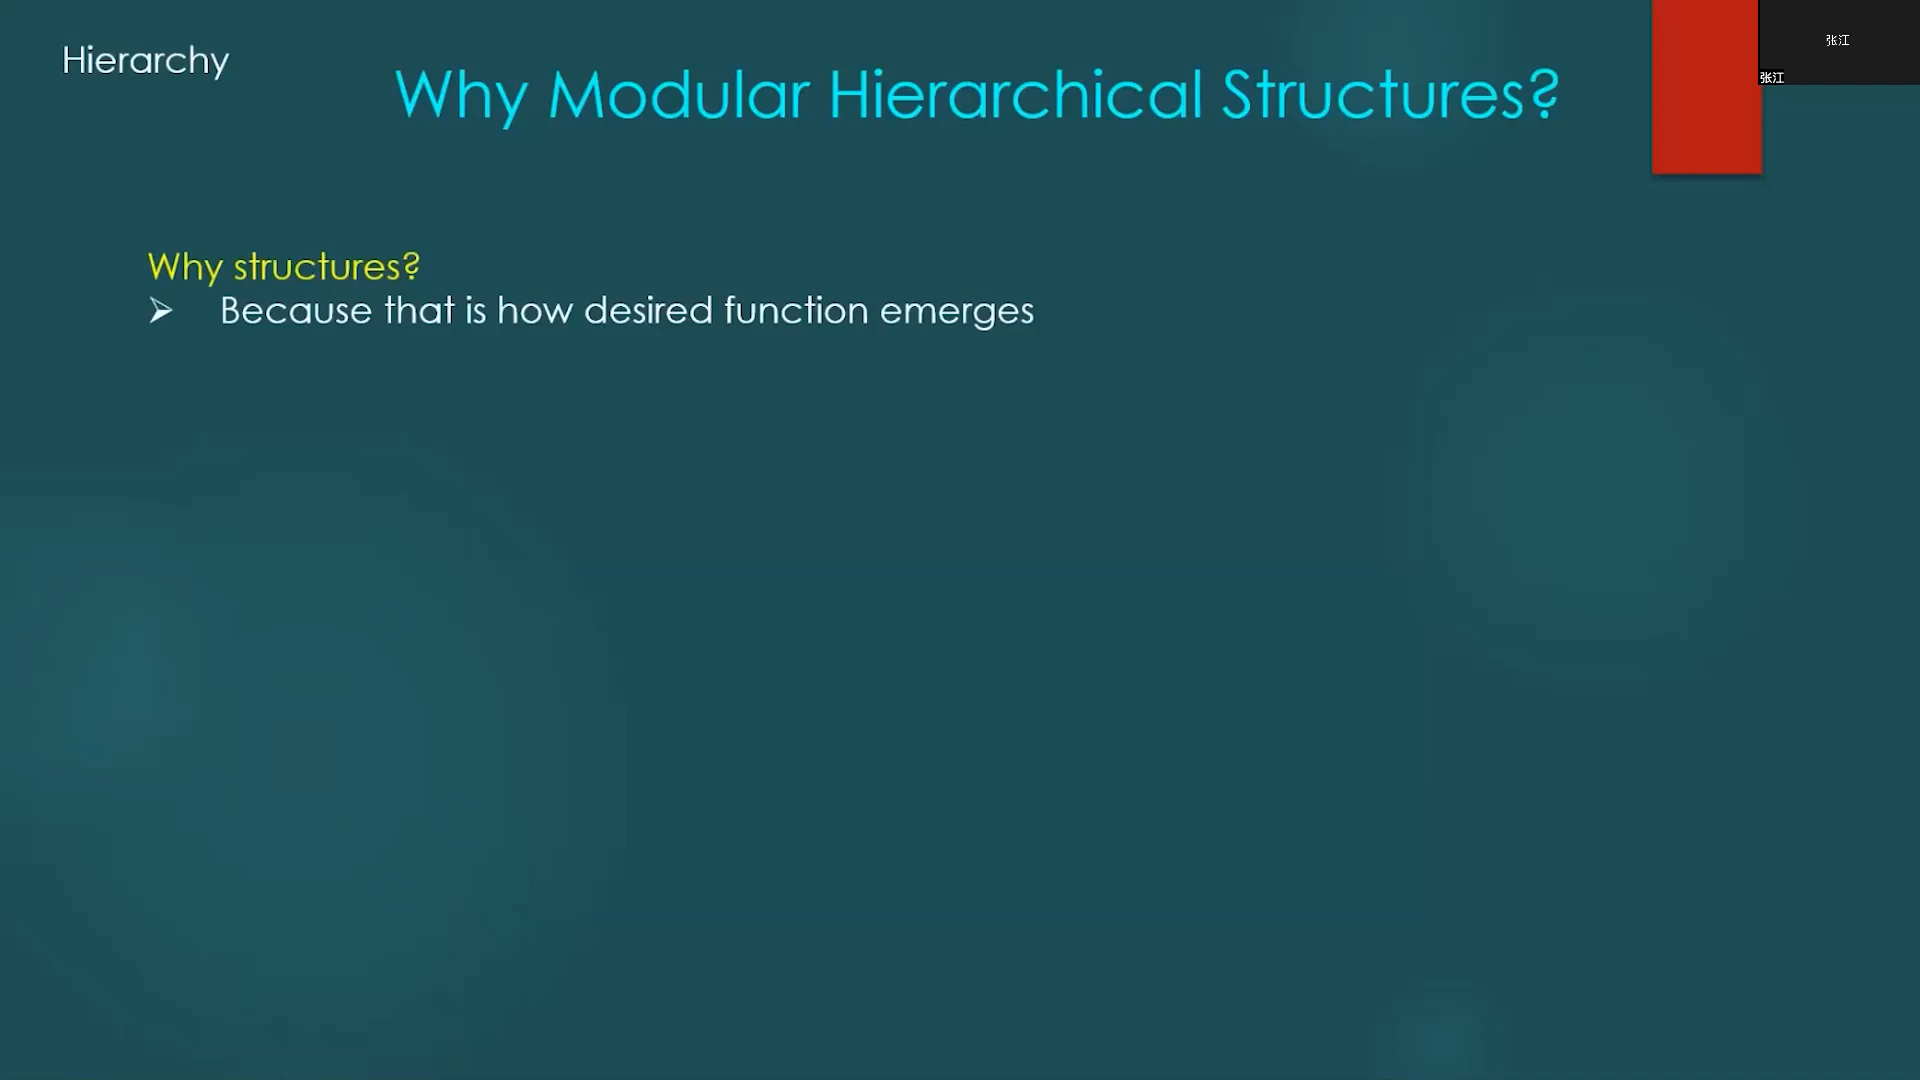 Hierarchy
Why Modular Hierarchical Structures?
张江
张江
Why structures?
Because that is how desired function emerges